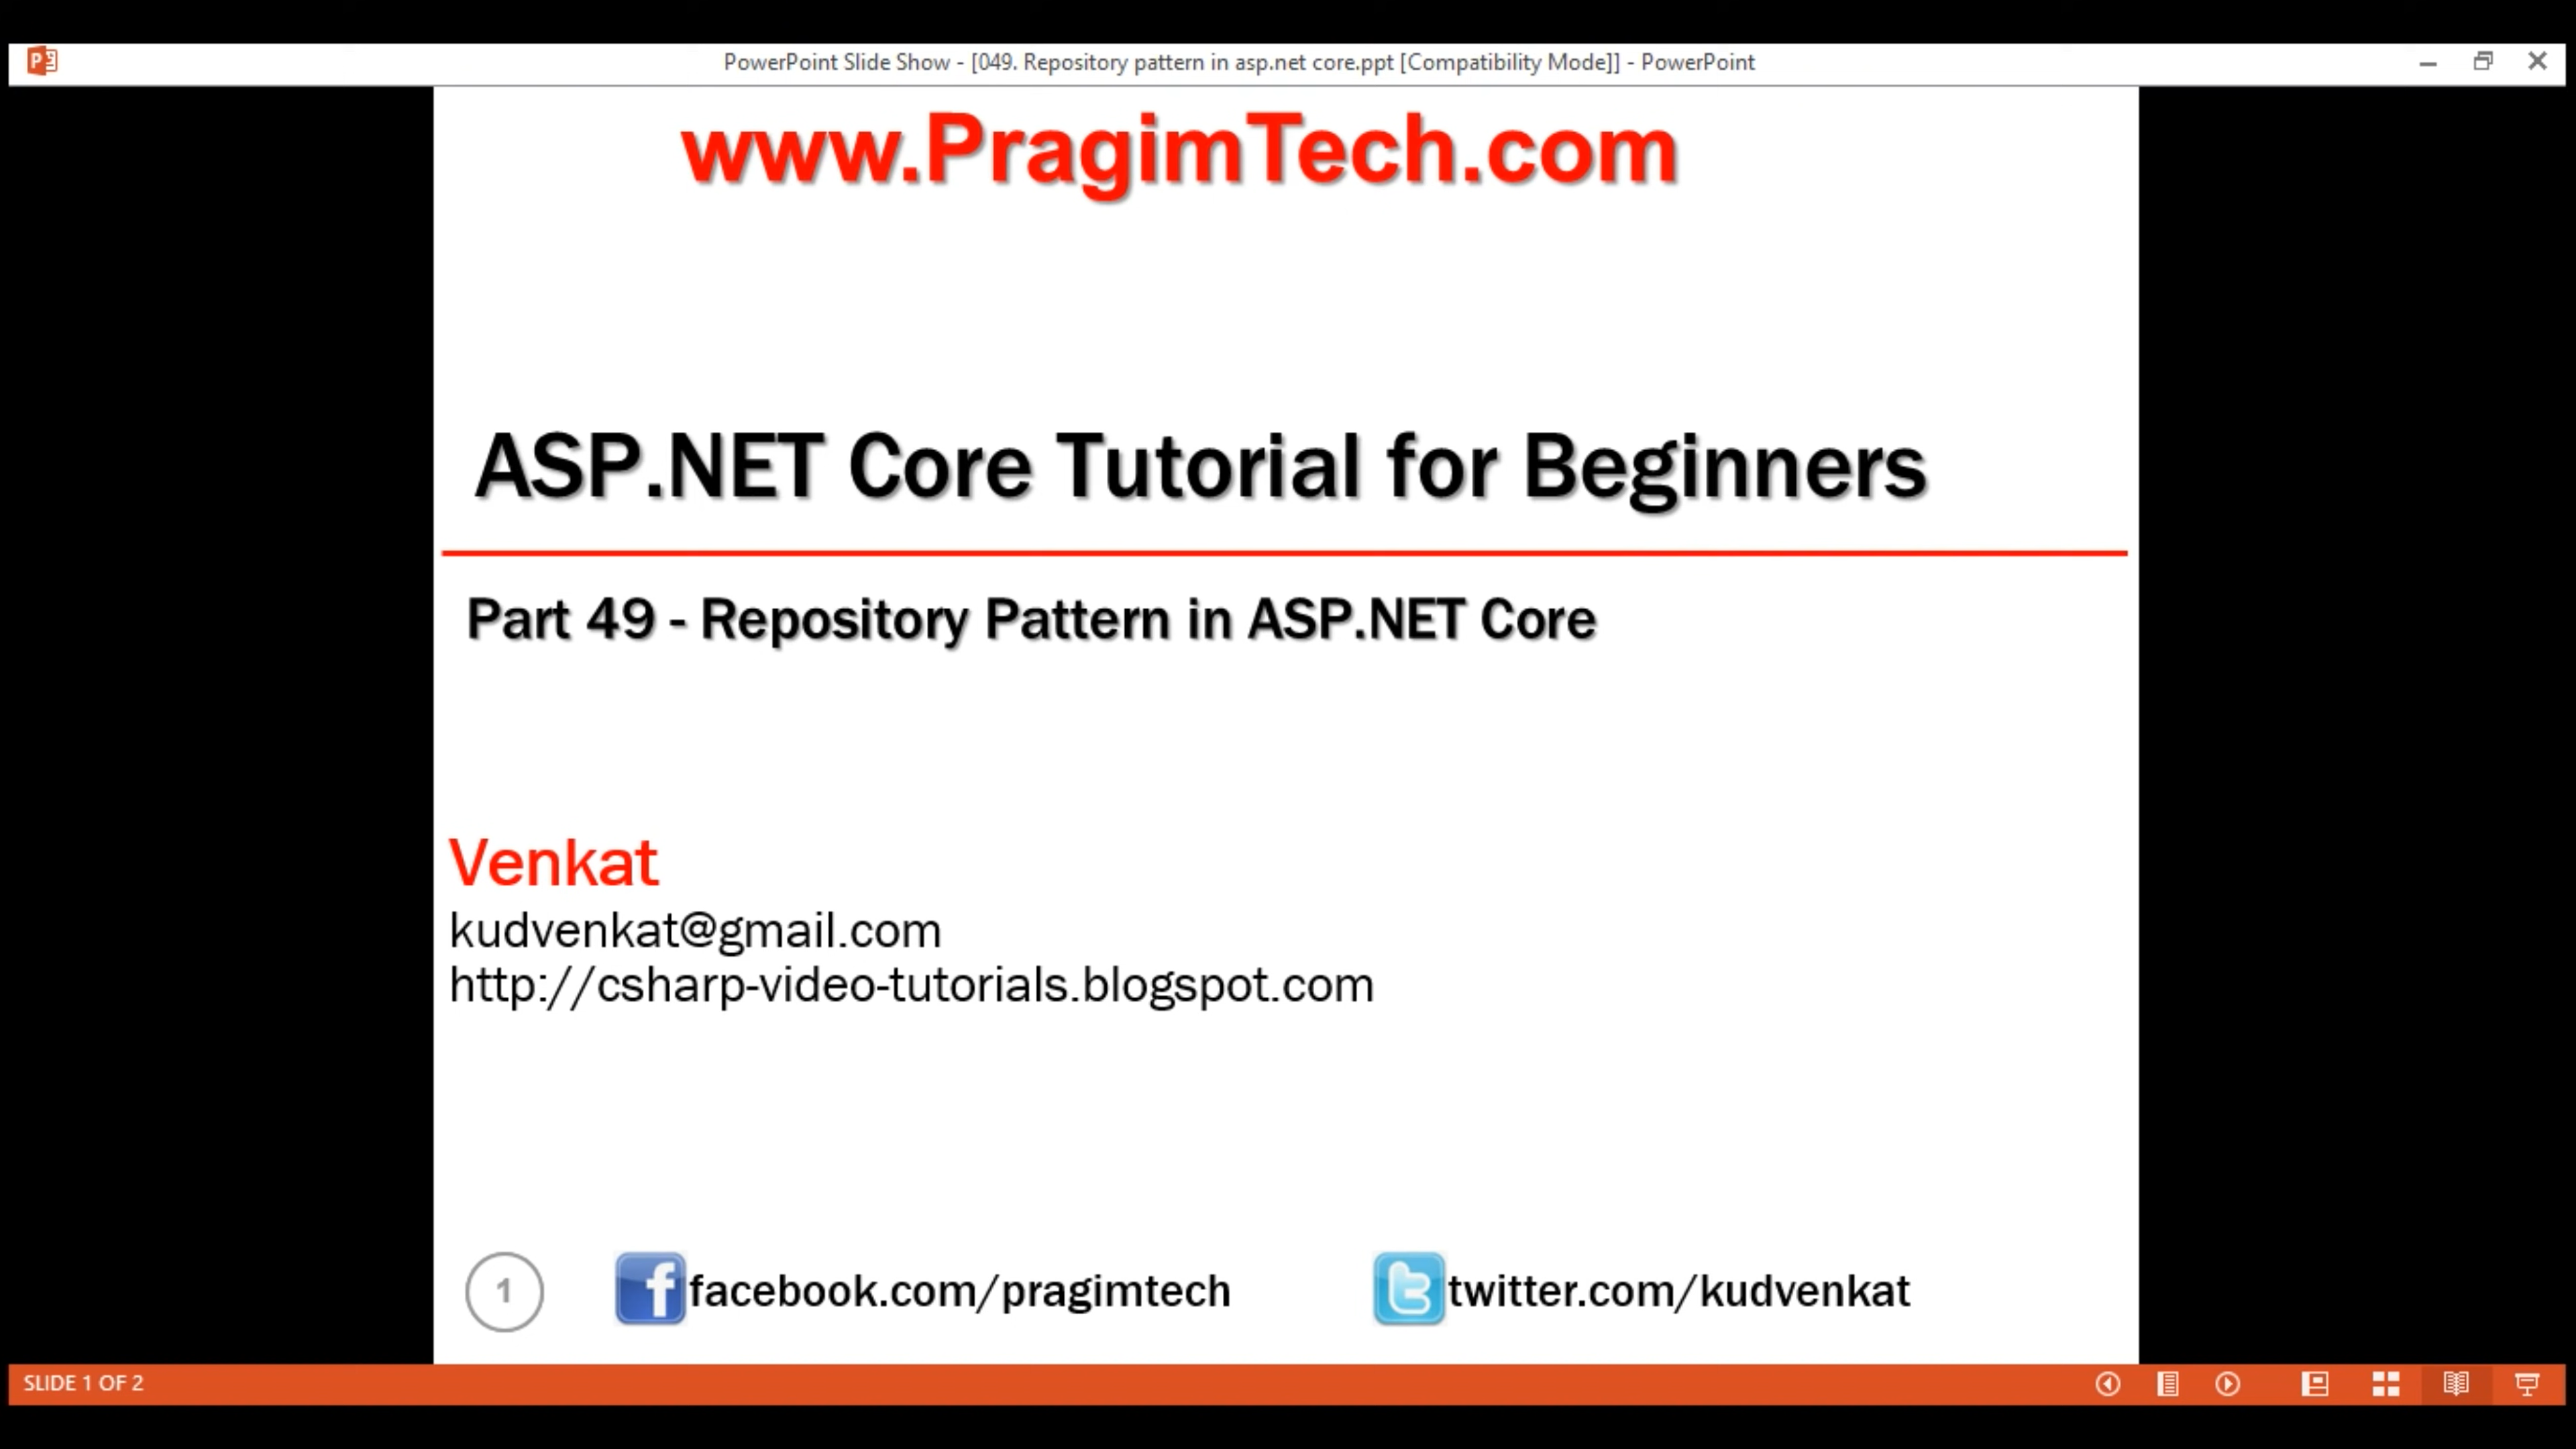 PowerPoint Slide Show - [049. Repository pattern in asp.net core.ppt [Compatibility Mode]] - PowerPoint
www.PragimTech.com
ASP.NET Core Tutorial for Beginners
Part 49 - Repository Pattern in ASP.NET Core
Venkat
kudvenkat@gmail.com
http://csharp-video-tutorials.blogspot.com
1
facebook.com/pragimtech
twitter.com/kudvenkat
SLIDE 1 OF 2